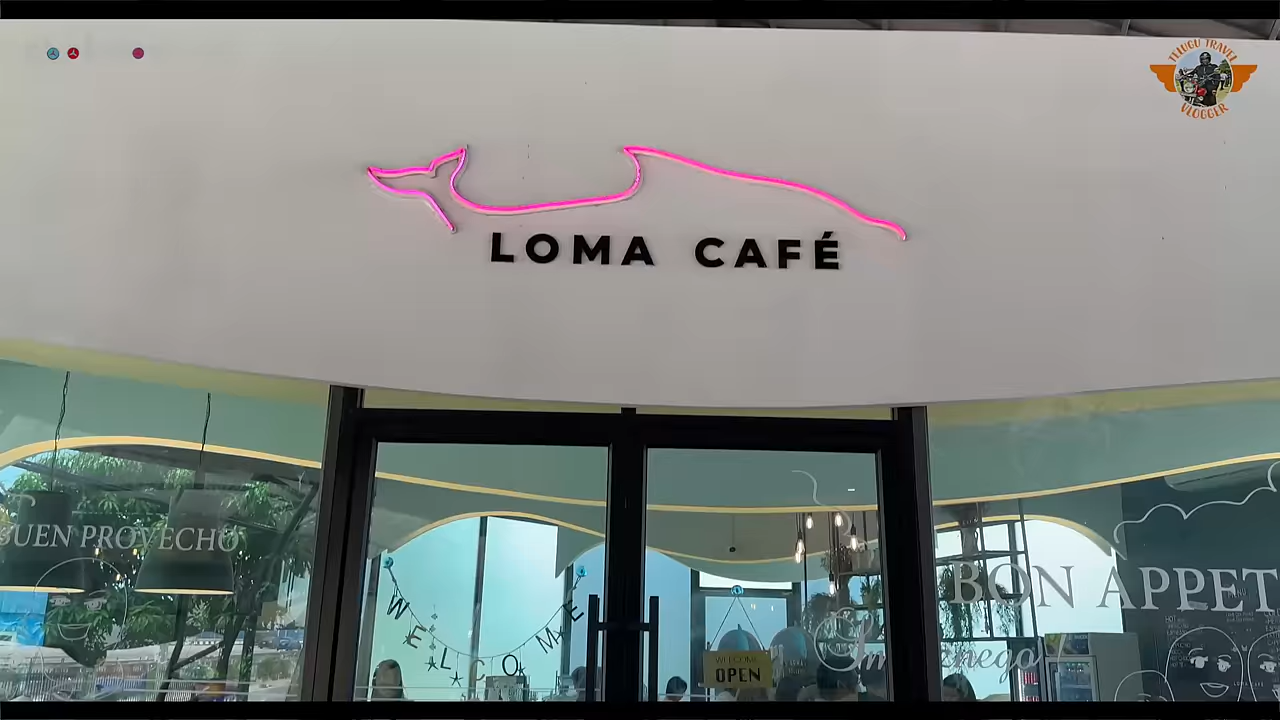 TELUGU TRAVEL
VLOGGER
LOMA CAFÉ
BUEN PROVECHO
BON APPET
WELCOME
WELCOME
OPEN